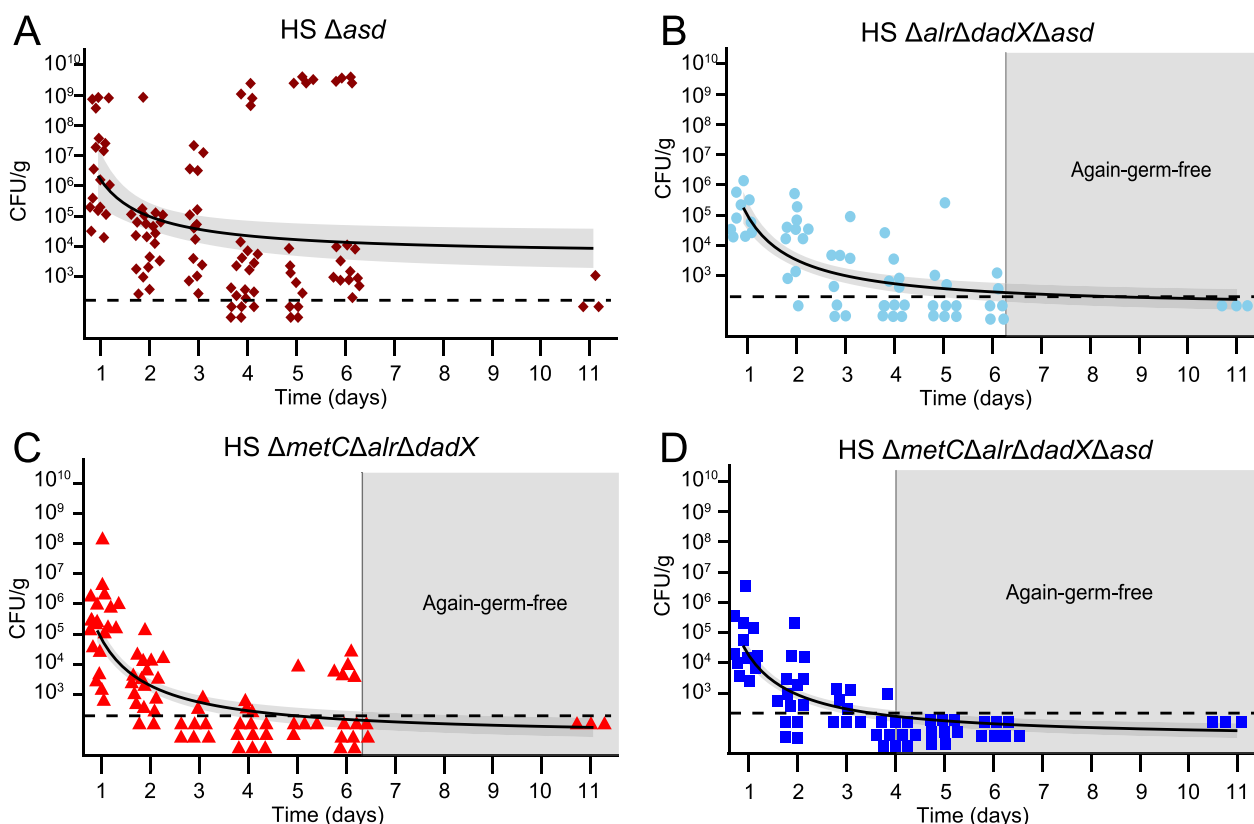 A
HS Δasd
CFU/g
10¹⁰
10⁹
10⁸
10⁷
10⁶
10⁵
10⁴
10³
1 2 3 4 5 6 7 8 9 10 11
Time (days)
B
HS ΔalrΔdadXΔasd
CFU/g
10¹⁰
10⁹
10⁸
10⁷
10⁶
10⁵
10⁴
10³
Again-germ-free
1 2 3 4 5 6 7 8 9 10 11
Time (days)
C
HS ΔmetCΔalrΔdadX
CFU/g
10¹⁰
10⁹
10⁸
10⁷
10⁶
10⁵
10⁴
10³
Again-germ-free
1 2 3 4 5 6 7 8 9 10 11
Time (days)
D
HS ΔmetCΔalrΔdadXΔasd
CFU/g
10¹⁰
10⁹
10⁸
10⁷
10⁶
10⁵
10⁴
10³
Again-germ-free
1 2 3 4 5 6 7 8 9 10 11
Time (days)